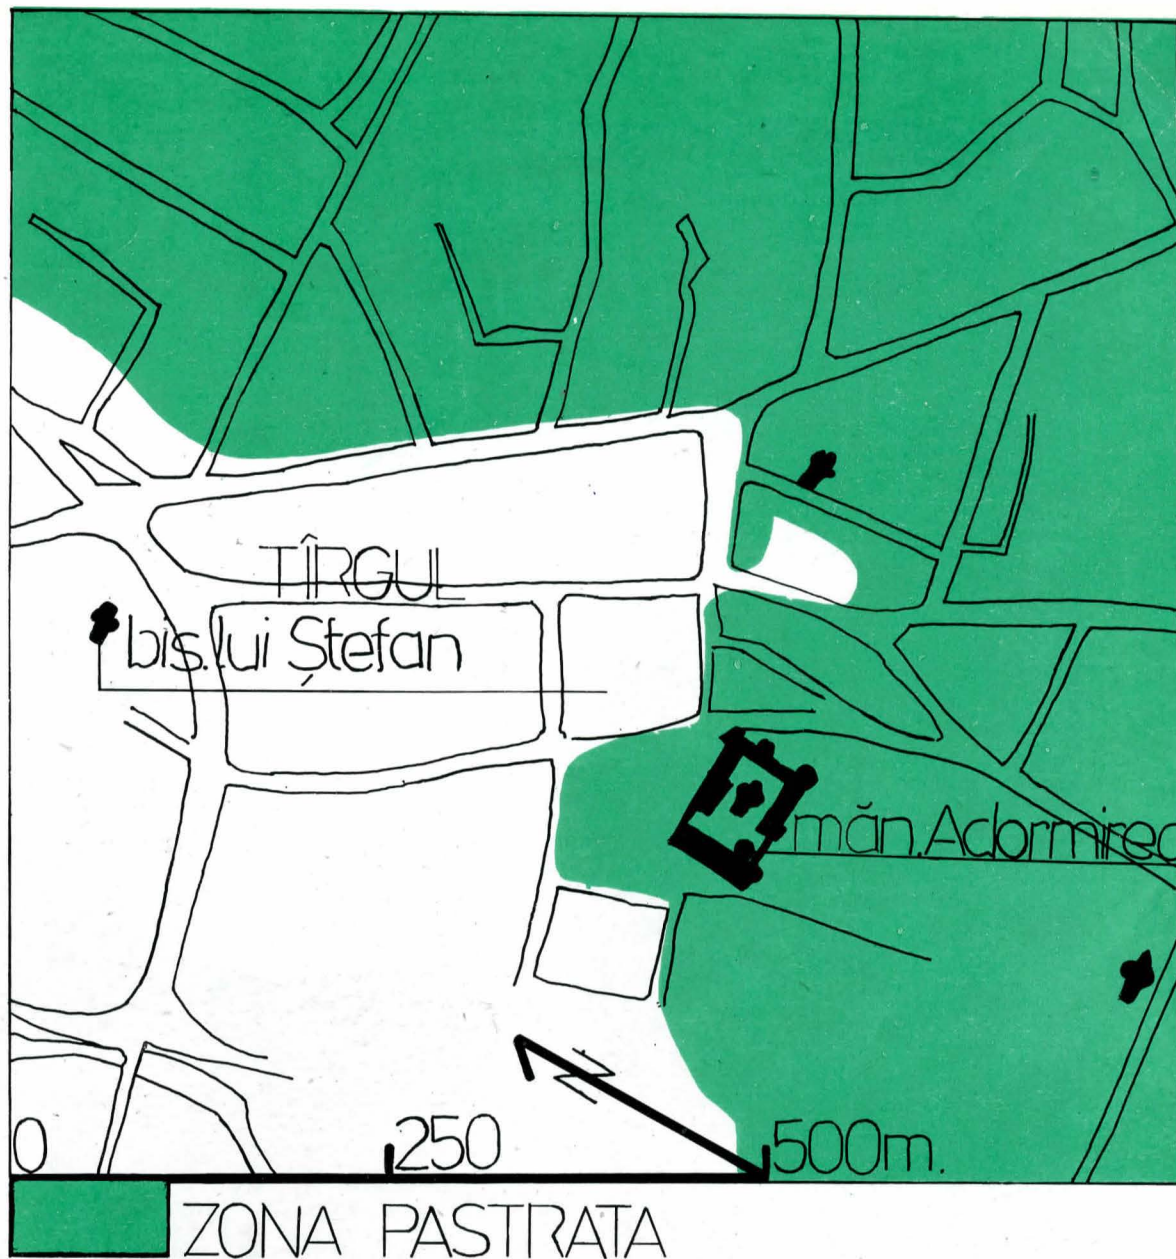 TÎRGUL
bis. lui Ștefan
măn. Adormirea
N
0 250 500m.
ZONA PASTRATA